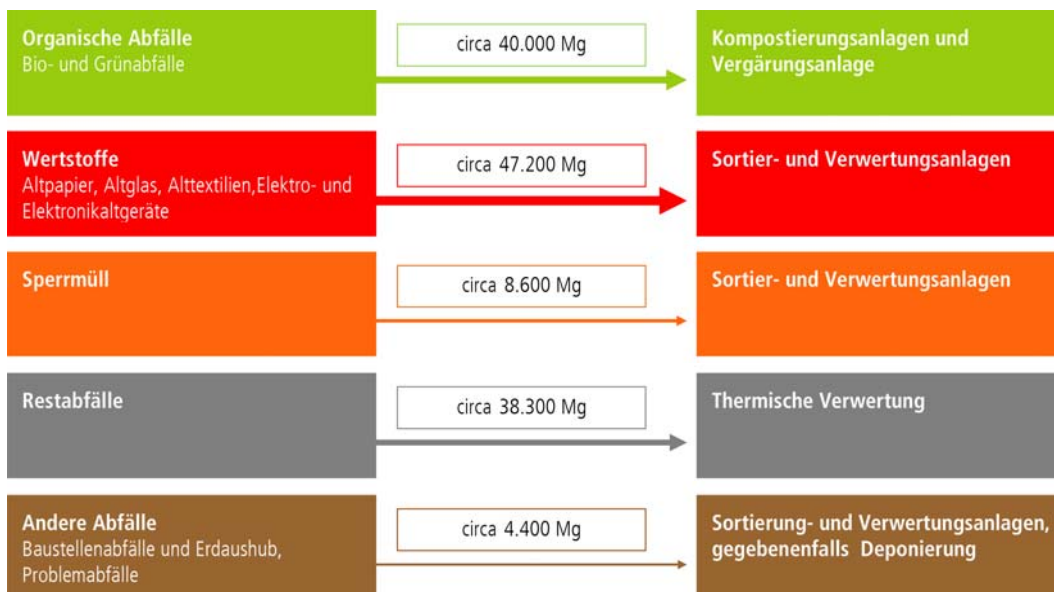 Organische Abfälle
Bio- und Grünabfälle
circa 40.000 Mg
Kompostierungsanlagen und
Vergärungsanlage
Wertstoffe
Altpapier, Altglas, Alttextilien,Elektro- und
Elektronikaltgeräte
circa 47.200 Mg
Sortier- und Verwertungsanlagen
Sperrmüll
circa 8.600 Mg
Sortier- und Verwertungsanlagen
Restabfälle
circa 38.300 Mg
Thermische Verwertung
Andere Abfälle
Baustellenabfälle und Erdaushub,
Problemabfälle
circa 4.400 Mg
Sortierung- und Verwertungsanlagen,
gegebenenfalls Deponierung